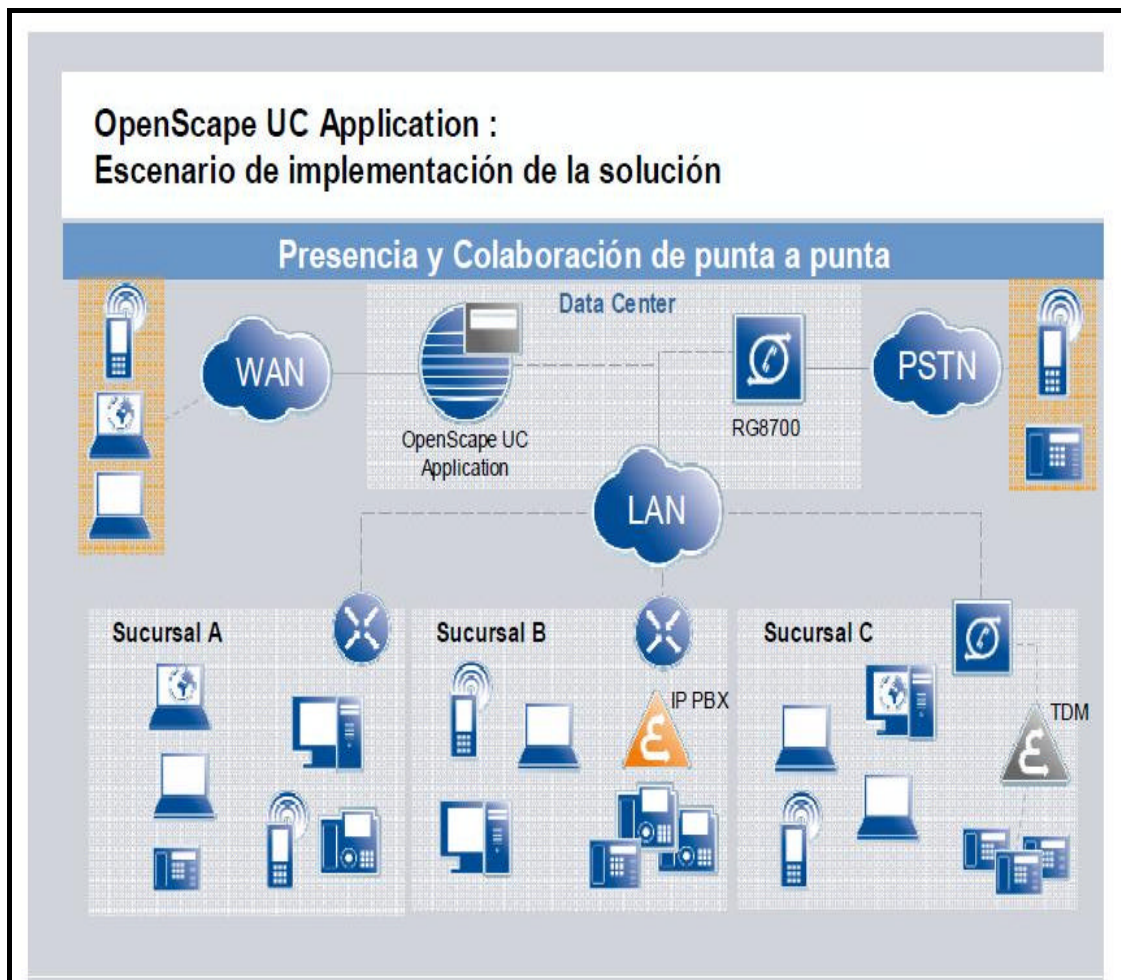 OpenScape UC Application :
Escenario de implementación de la solución
Presencia y Colaboración de punta a punta
Data Center
WAN
PSTN
OpenScape UC
Application
RG8700
LAN
Sucursal A
Sucursal B
Sucursal C
IP PBX
TDM